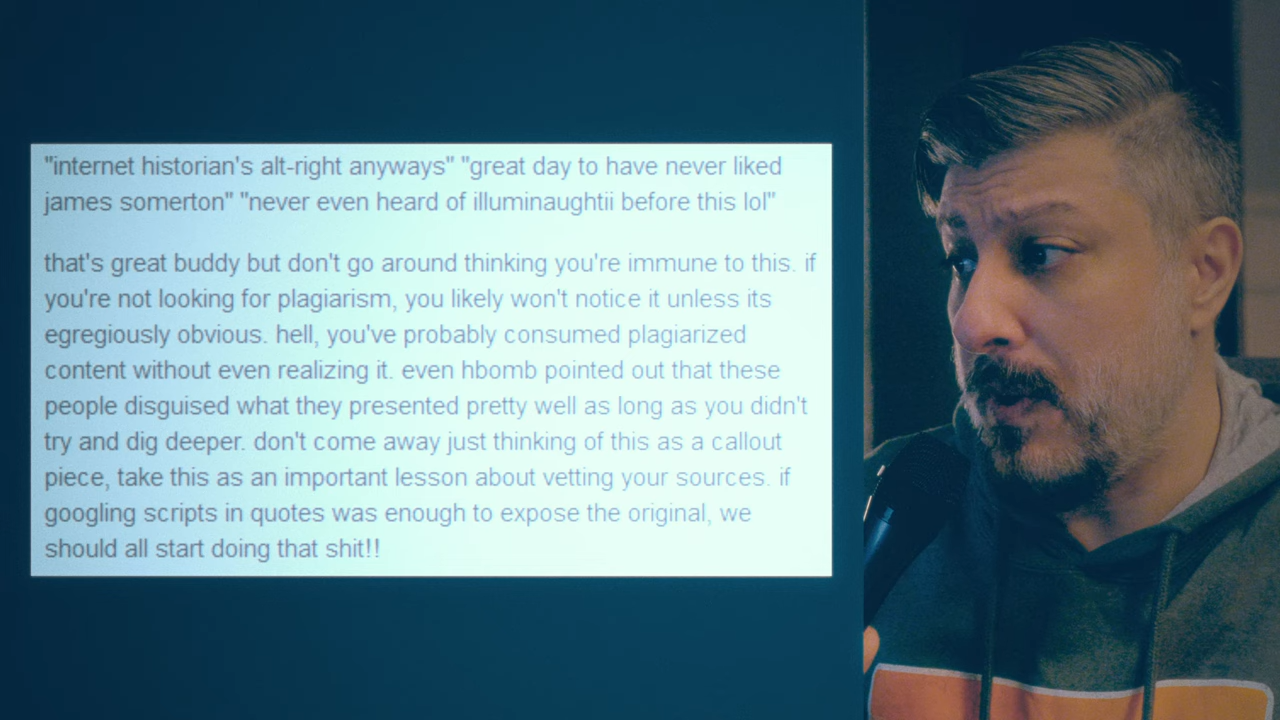 "internet historian's alt-right anyways" "great day to have never liked
james somerton" "never even heard of illuminaughtii before this lol"
that's great buddy but don't go around thinking you're immune to this. if
you're not looking for plagiarism, you likely won't notice it unless its
egregiously obvious. hell, you've probably consumed plagiarized
content without even realizing it. even hbomb pointed out that these
people disguised what they presented pretty well as long as you didn't
try and dig deeper. don't come away just thinking of this as a callout
piece, take this as an important lesson about vetting your sources. if
googling scripts in quotes was enough to expose the original, we
should all start doing that shit!!